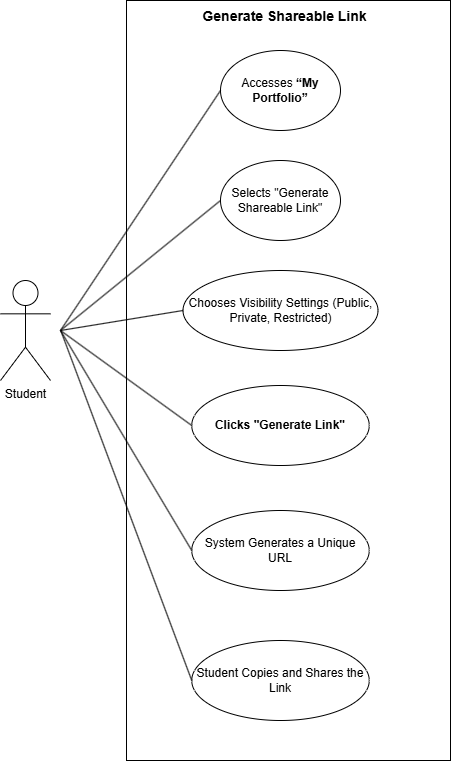 Generate Shareable Link
Accesses “My
Portfolio”
Selects "Generate
Shareable Link"
Chooses Visibility Settings (Public,
Private, Restricted)
Student
Clicks "Generate Link"
System Generates a Unique
URL
Student Copies and Shares the
Link